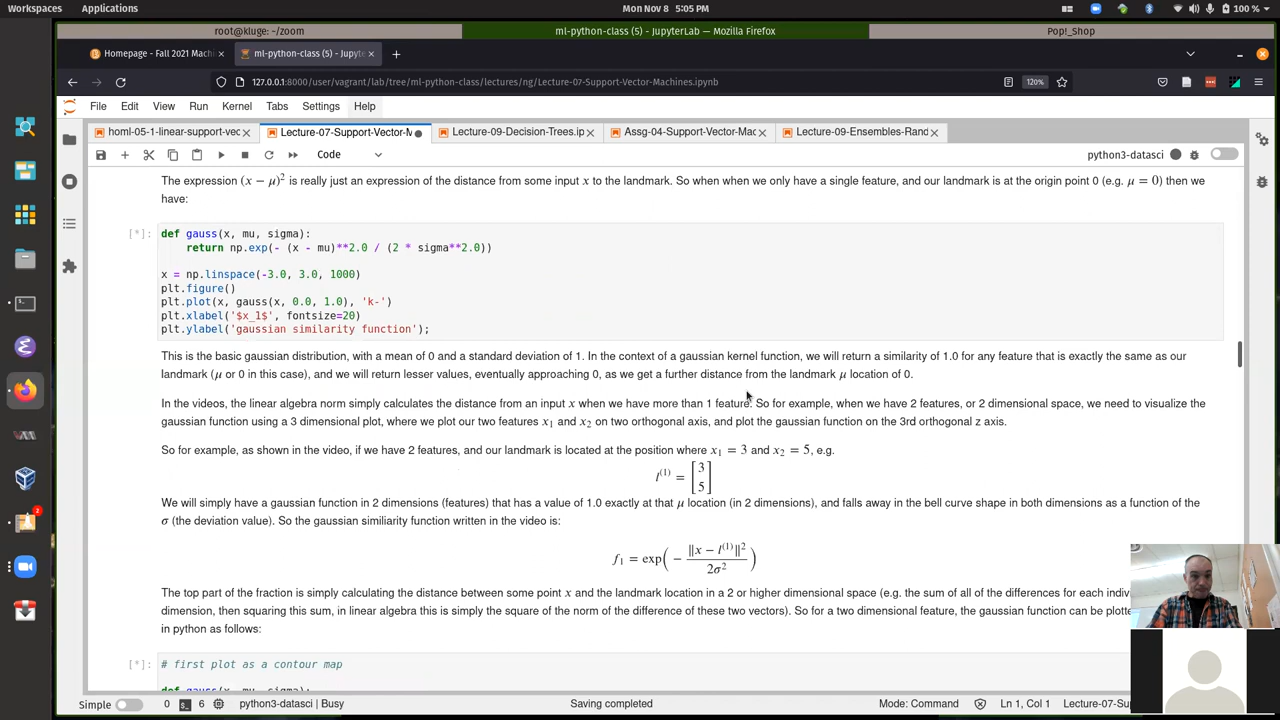 Workspaces Applications Mon Nov 8 5:05 PM 100 %
root@kluge: ~/zoom ml-python-class (5) — JupyterLab — Mozilla Firefox Pop!_Shop
Homepage - Fall 2021 Machi ml-python-class (5) - Jupyte
127.0.0.1:8000/user/vagrant/lab/tree/ml-python-class/lectures/ng/Lecture-07-Support-Vector-Machines.ipynb 120%
File Edit View Run Kernel Tabs Settings Help
homl-05-1-linear-support-vec Lecture-07-Support-Vector-M Lecture-09-Decision-Trees.ip Assg-04-Support-Vector-Mac Lecture-09-Ensembles-Rand
Code python3-datasci
The expression (x − μ)² is really just an expression of the distance from some input x to the landmark. So when when we only have a single feature, and our landmark is at the origin point 0 (e.g. μ = 0) then we
have:
[*]: def gauss(x, mu, sigma):
return np.exp(- (x - mu)**2.0 / (2 * sigma**2.0))
x = np.linspace(-3.0, 3.0, 1000)
plt.figure()
plt.plot(x, gauss(x, 0.0, 1.0), 'k-')
plt.xlabel('$x_1$', fontsize=20)
plt.ylabel('gaussian similarity function');
This is the basic gaussian distribution, with a mean of 0 and a standard deviation of 1. In the context of a gaussian kernel function, we will return a similarity of 1.0 for any feature that is exactly the same as our
landmark (μ or 0 in this case), and we will return lesser values, eventually approaching 0, as we get a further distance from the landmark μ location of 0.
In the videos, the linear algebra norm simply calculates the distance from an input x when we have more than 1 feature. So for example, when we have 2 features, or 2 dimensional space, we need to visualize the
gaussian function using a 3 dimensional plot, where we plot our two features x₁ and x₂ on two orthogonal axis, and plot the gaussian function on the 3rd orthogonal z axis.
So for example, as shown in the video, if we have 2 features, and our landmark is located at the position where x₁ = 3 and x₂ = 5, e.g.
l⁽¹⁾ = [3 5]
We will simply have a gaussian function in 2 dimensions (features) that has a value of 1.0 exactly at that μ location (in 2 dimensions), and falls away in the bell curve shape in both dimensions as a function of the
σ (the deviation value). So the gaussian similiarity function written in the video is:
f₁ = exp(− ‖x − l⁽¹⁾‖² / 2σ²)
The top part of the fraction is simply calculating the distance between some point x and the landmark location in a 2 or higher dimensional space (e.g. the sum of all of the differences for each indivi
dimension, then squaring this sum, in linear algebra this is simply the square of the norm of the difference of these two vectors). So for a two dimensional feature, the gaussian function can be plotte
in python as follows:
[*]: # first plot as a contour map
def gauss(x, mu, sigma):
Simple 0 6 python3-datasci | Busy Saving completed Mode: Command Ln 1, Col 1 Lecture-07-Su